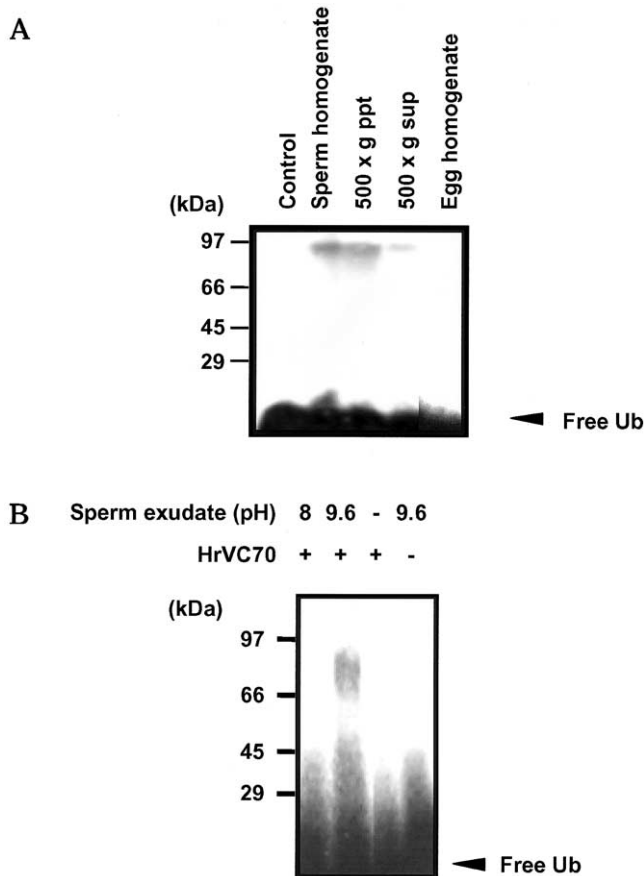 A
Control
Sperm homogenate
500 x g ppt
500 x g sup
Egg homogenate
(kDa)
97
66
45
29
Free Ub
B
Sperm exudate (pH) 8 9.6 - 9.6
HrVC70 + + + -
(kDa)
97
66
45
29
Free Ub